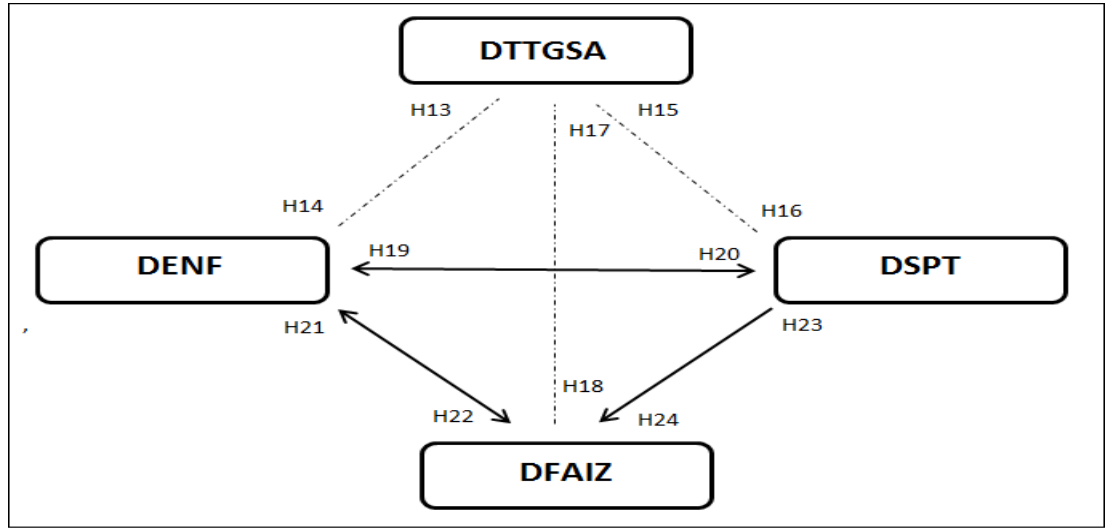 DTTGSA
H13
H15
H17
H14
H16
DENF
H19
H20
DSPT
H21
H23
,
H18
H22
H24
DFAIZ